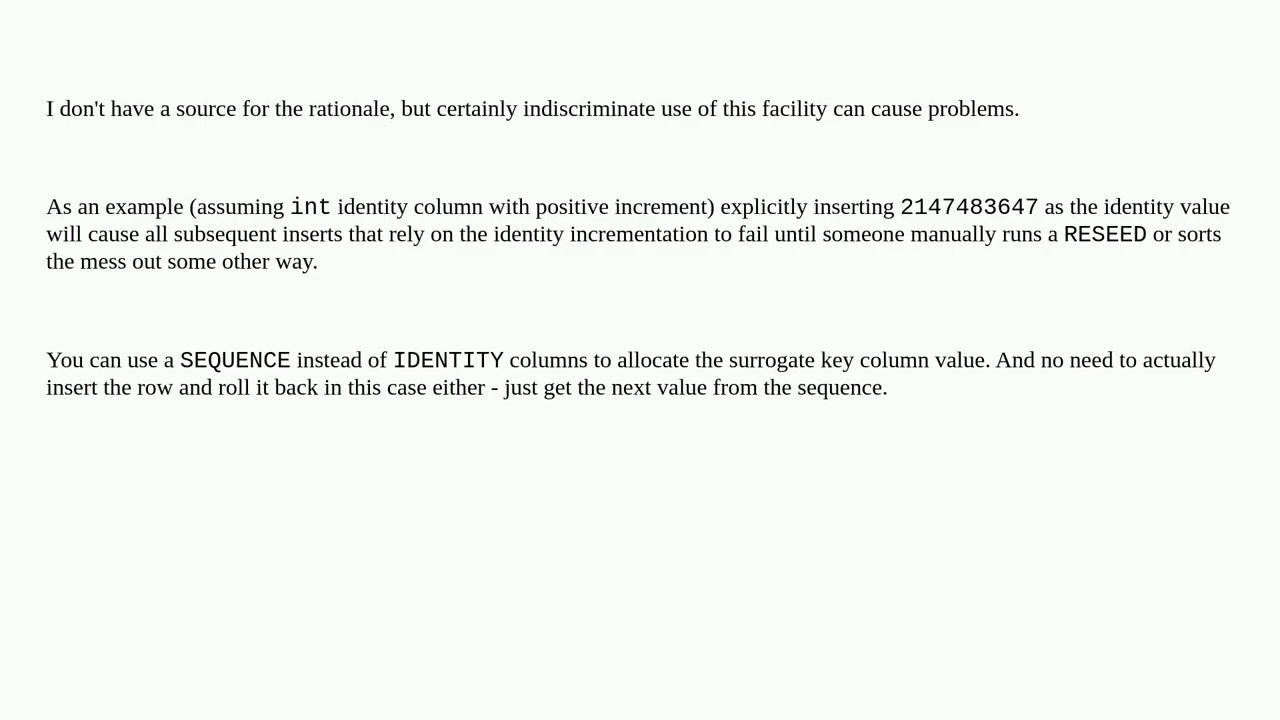 I don't have a source for the rationale, but certainly indiscriminate use of this facility can cause problems.
As an example (assuming int identity column with positive increment) explicitly inserting 2147483647 as the identity value
will cause all subsequent inserts that rely on the identity incrementation to fail until someone manually runs a RESEED or sorts
the mess out some other way.
You can use a SEQUENCE instead of IDENTITY columns to allocate the surrogate key column value. And no need to actually
insert the row and roll it back in this case either - just get the next value from the sequence.